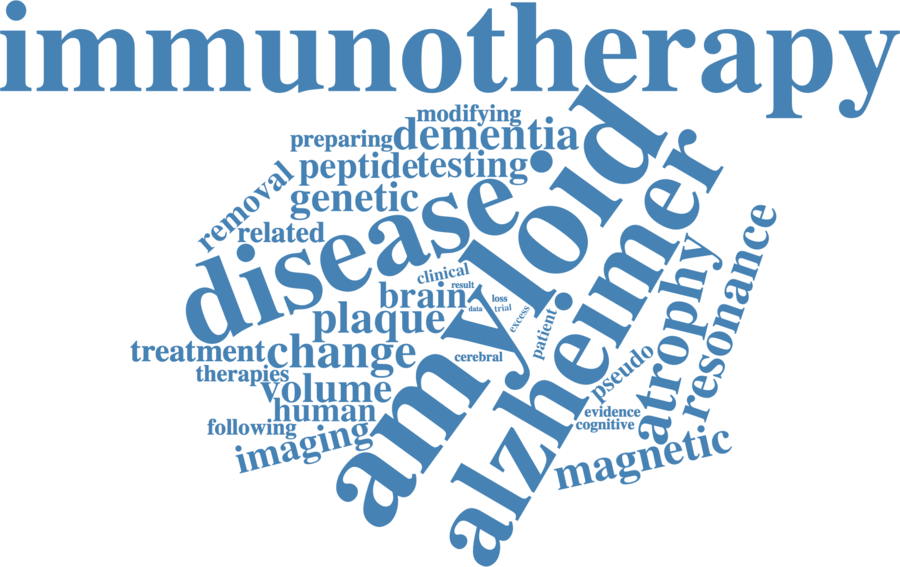 immunotherapy
modifying
preparing
dementia
peptide
testing
removal
genetic
related
disease
amyloid
alzheimer
clinical
result
brain
data
loss
trial
excess
plaque
patient
treatment
change
cerebral
therapies
volume
human
following
imaging
pseudo
atrophy
resonance
evidence
cognitive
magnetic